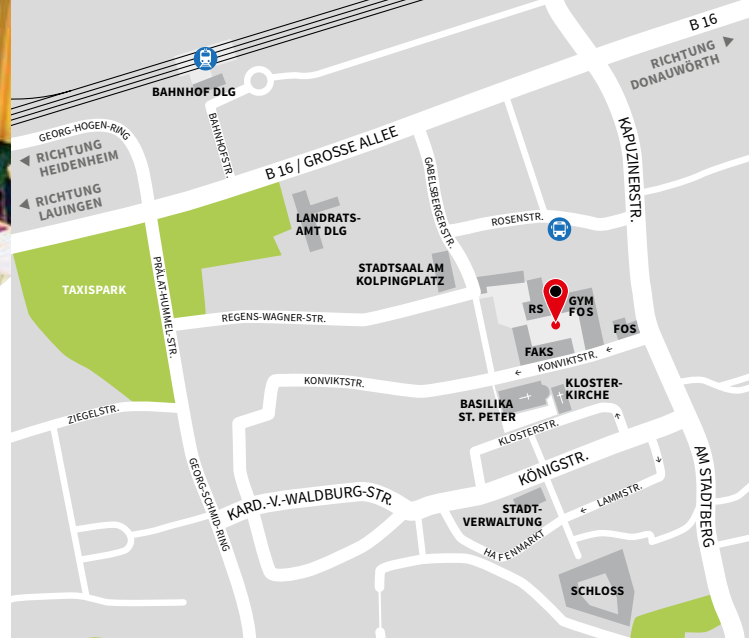 B 16
RICHTUNG
DONAUWÖRTH
BAHNHOF DLG
GEORG-HOGEN-RING
BAHNHOFSTR.
RICHTUNG
HEIDENHEIM
RICHTUNG
LAUINGEN
B 16 / GROSSE ALLEE
KAPUZINERSTR.
GABELSBERGERSTR.
LANDRATS-
AMT DLG
ROSENSTR.
STADTSAAL AM
KOLPINGPLATZ
TAXISPARK
PRÄLAT-HUMMEL-STR.
REGENS-WAGNER-STR.
RS
GYM
FOS
FOS
FAKS
KONVIKTSTR.
KONVIKTSTR.
BASILIKA
ST. PETER
KLOSTER-
KIRCHE
ZIEGELSTR.
KLOSTERSTR.
KÖNIGSTR.
AM STADTBERG
GEORG-SCHMID-RING
KARD.-V.-WALDBURG-STR.
LAMMSTR.
STADT-
VERWALTUNG
HAFENMARKT
SCHLOSS